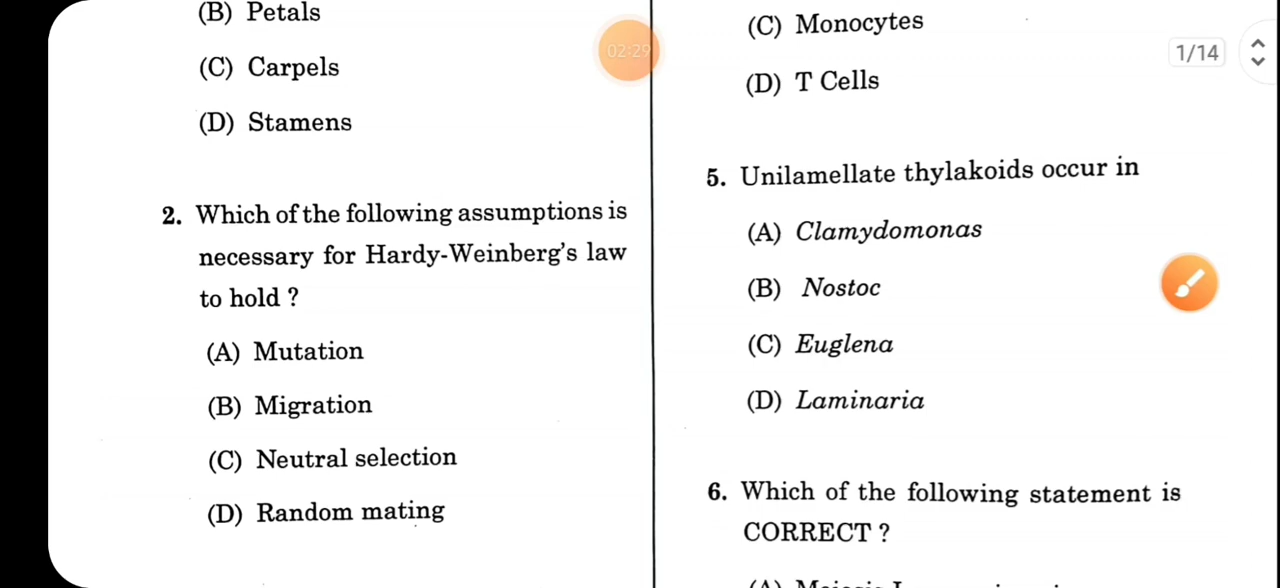 (B) Petals
(C) Carpels
(D) Stamens
2. Which of the following assumptions is
necessary for Hardy-Weinberg's law
to hold ?
(A) Mutation
(B) Migration
(C) Neutral selection
(D) Random mating
02:29
(C) Monocytes
(D) T Cells
5. Unilamellate thylakoids occur in
(A) Clamydomonas
(B) Nostoc
(C) Euglena
(D) Laminaria
6. Which of the following statement is
CORRECT ?
1/14